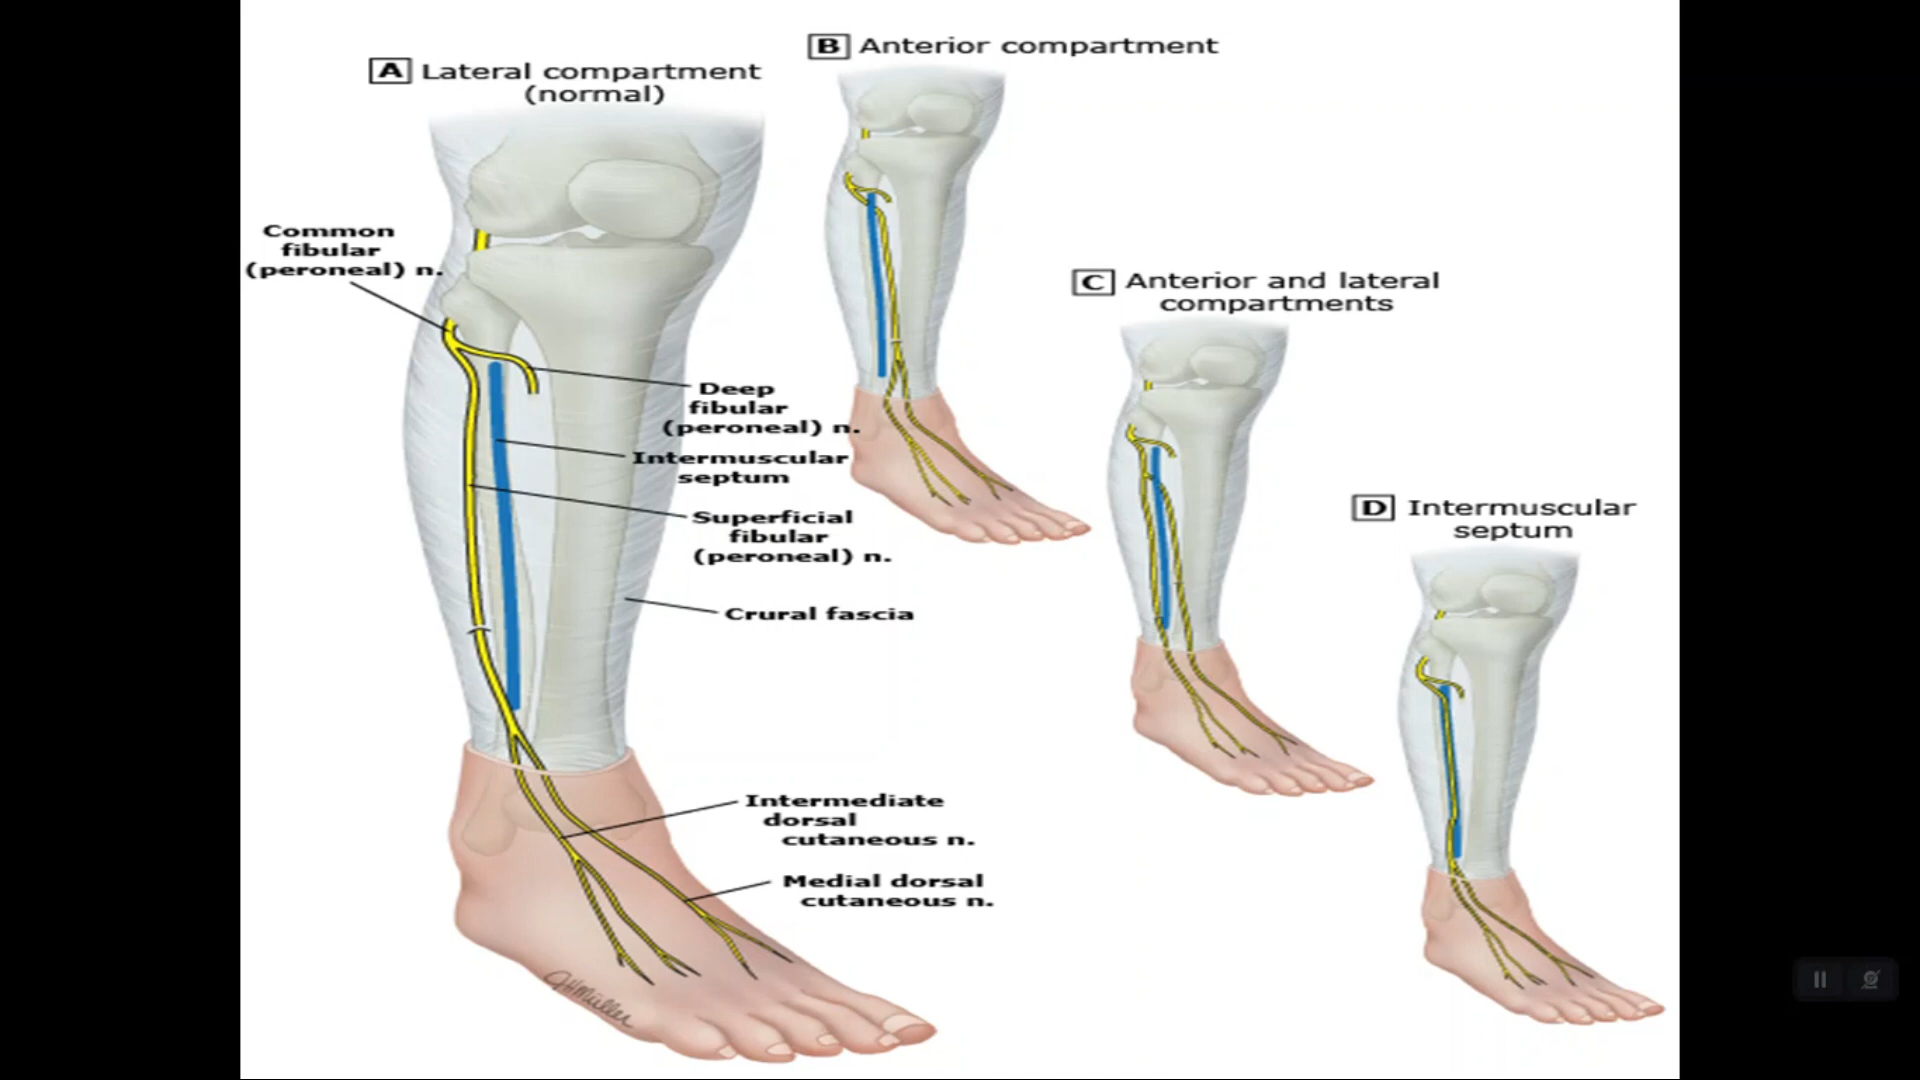 A Lateral compartment
(normal)
B Anterior compartment
Common
fibular
(peroneal) n.
C Anterior and lateral
compartments
Deep
fibular
(peroneal) n.
Intermuscular
septum
Superficial
fibular
(peroneal) n.
D Intermuscular
septum
Crural fascia
Intermediate
dorsal
cutaneous n.
Medial dorsal
cutaneous n.
JHMüller